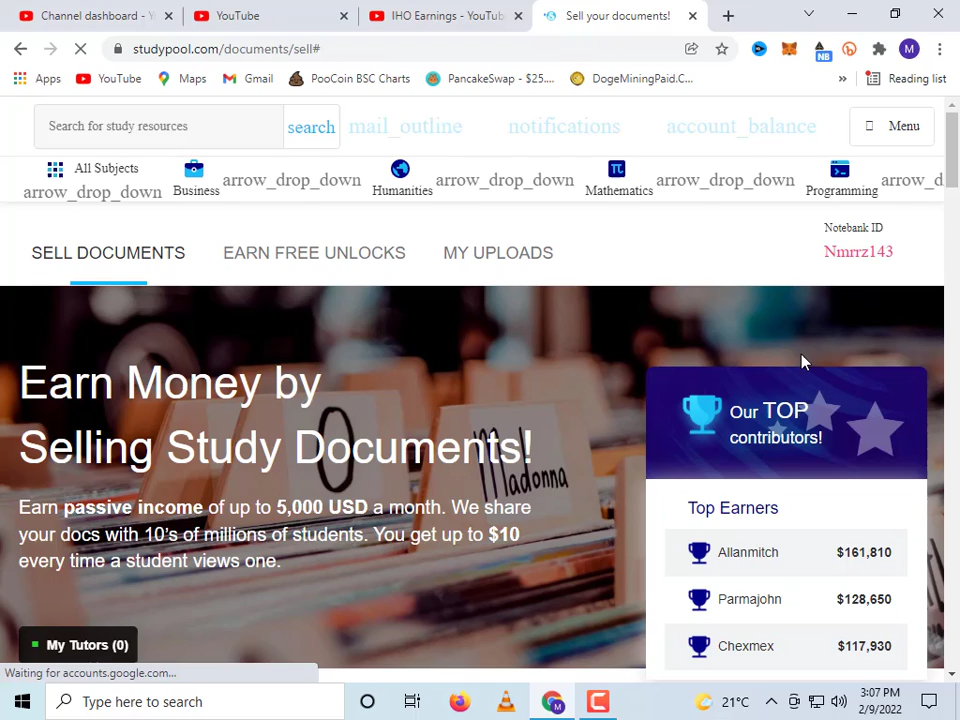 Channel dashboard - Y
YouTube
IHO Earnings - YouTub
Sell your documents!
studypool.com/documents/sell#
NB
M
Apps
YouTube
Maps
Gmail
PooCoin BSC Charts
PancakeSwap - $25....
DogeMiningPaid.C...
»
Reading list
Search for study resources
search
mail_outline
notifications
account_balance
Menu
All Subjects
arrow_drop_down
Business
arrow_drop_down
Humanities
arrow_drop_down
Mathematics
arrow_drop_down
Programming
arrow_d
SELL DOCUMENTS
EARN FREE UNLOCKS
MY UPLOADS
Notebank ID
Nmrrz143
Earn Money by
Selling Study Documents!
Madonna
Earn passive income of up to 5,000 USD a month. We share
your docs with 10's of millions of students. You get up to $10
every time a student views one.
Our TOP
contributors!
Top Earners
Allanmitch $161,810
Parmajohn $128,650
Chexmex $117,930
My Tutors (0)
Waiting for accounts.google.com...
Type here to search
21°C
3:07 PM
2/9/2022